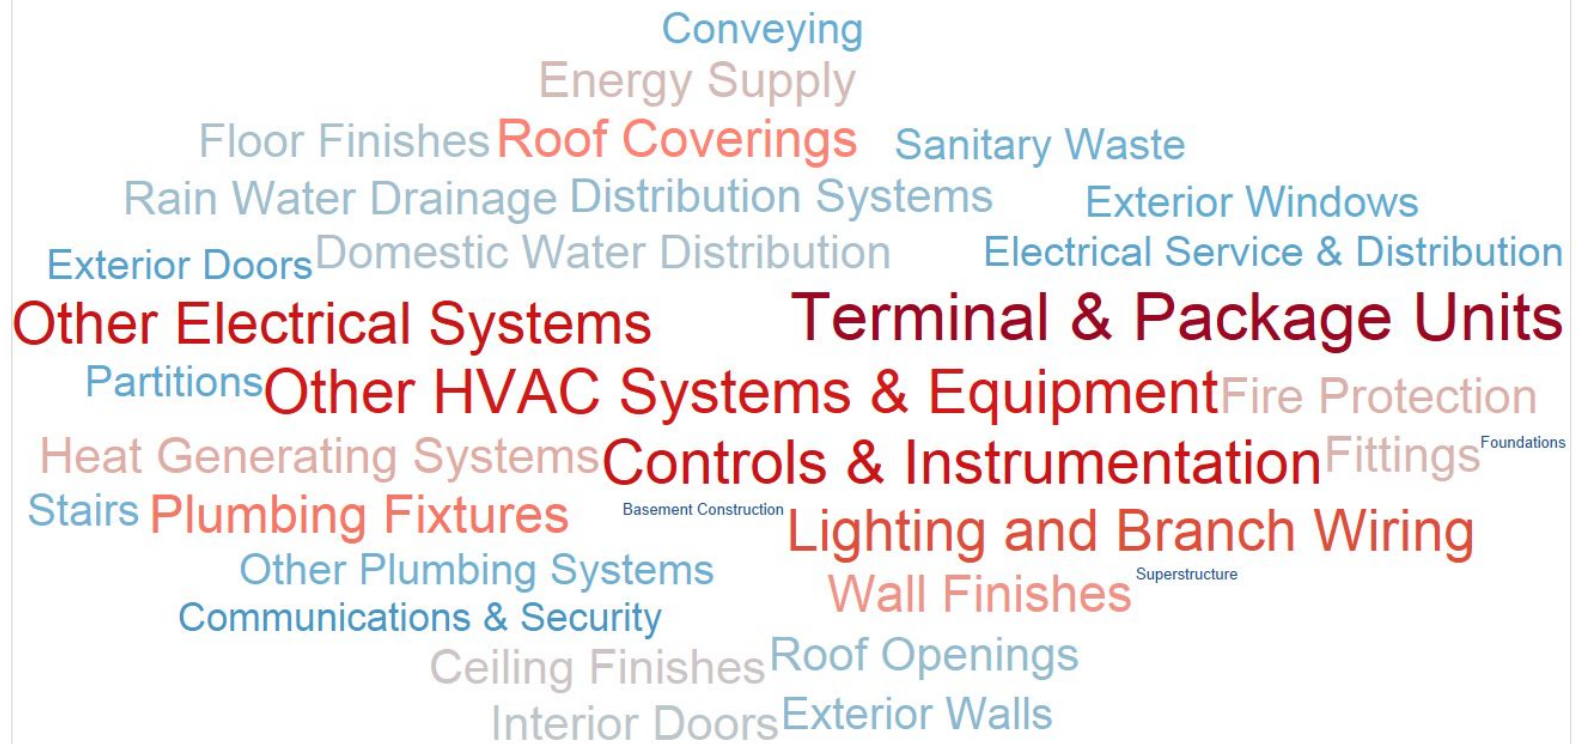 Conveying
Energy Supply
Floor Finishes Roof Coverings Sanitary Waste
Rain Water Drainage Distribution Systems Exterior Windows
Exterior Doors Domestic Water Distribution Electrical Service & Distribution
Other Electrical Systems Terminal & Package Units
Partitions Other HVAC Systems & Equipment Fire Protection
Heat Generating Systems Controls & Instrumentation Fittings Foundations
Stairs Plumbing Fixtures Basement Construction Lighting and Branch Wiring
Other Plumbing Systems Wall Finishes Superstructure
Communications & Security
Ceiling Finishes Roof Openings
Interior Doors Exterior Walls